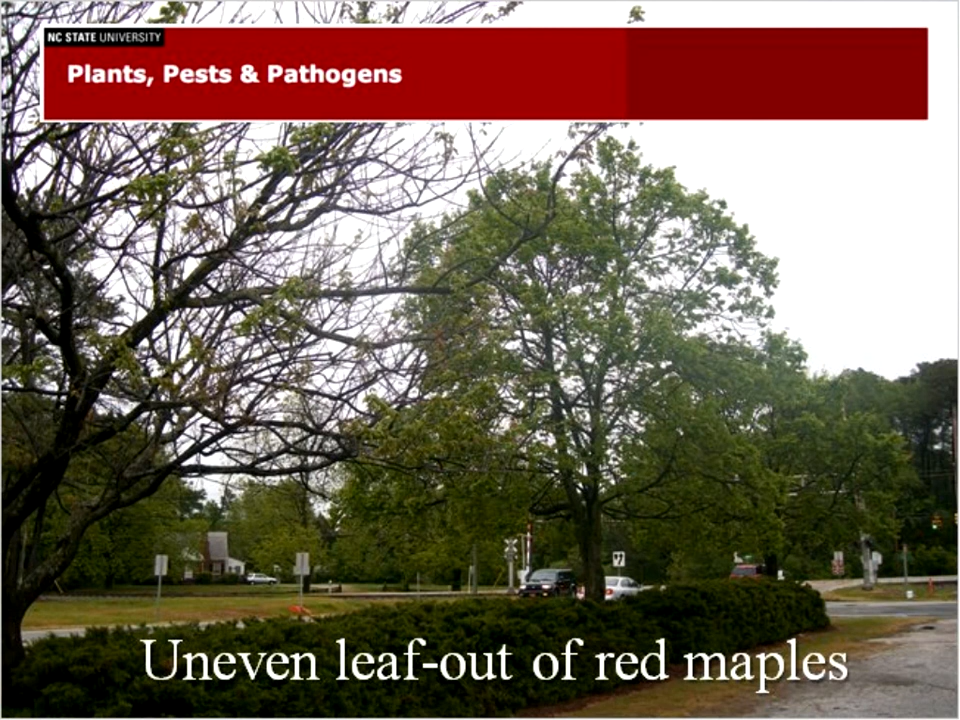 NC STATE UNIVERSITY
Plants, Pests & Pathogens
Uneven leaf-out of red maples